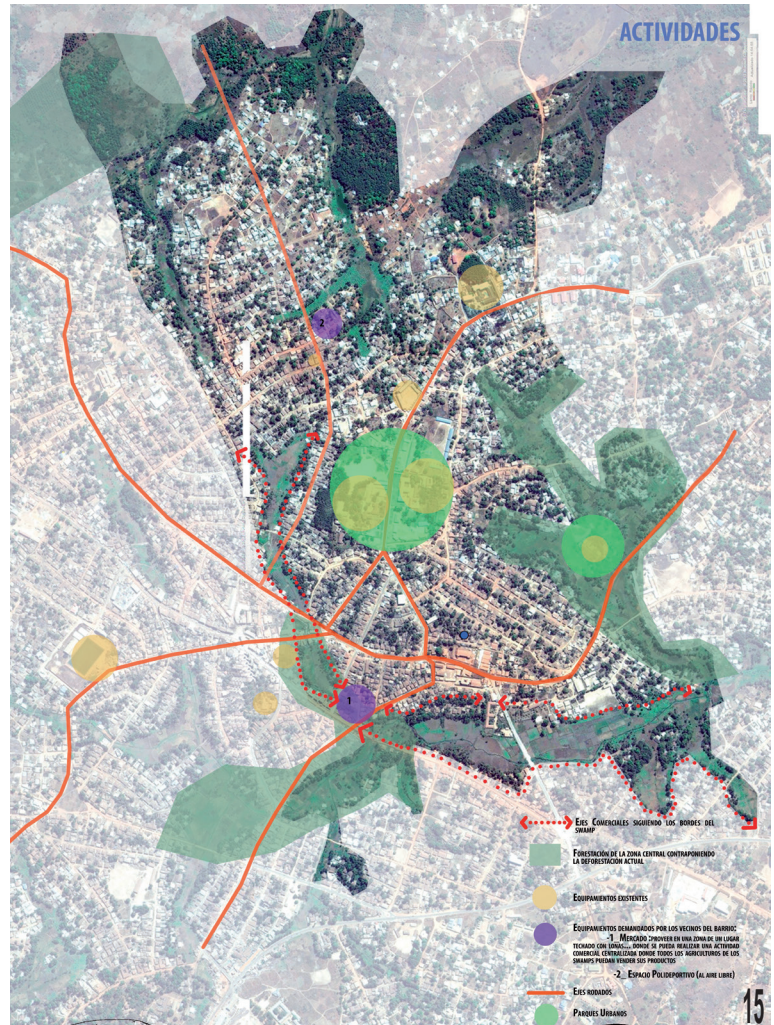 ACTIVIDADES
2
1
EJES COMERCIALES SIGUIENDO LOS BORDES DEL
SWAMP
FORESTACIÓN DE LA ZONA CENTRAL CONTRAPONIENDO
LA DEFORESTACIÓN ACTUAL
EQUIPAMIENTOS EXISTENTES
EQUIPAMIENTOS DEMANDADOS POR LOS VECINOS DEL BARRIO:
-1_ MERCADO :PROVEER EN UNA ZONA DE UN LUGAR
TECHADO CON LONAS... DONDE SE PUEDA REALIZAR UNA ACTIVIDAD
COMERCIAL CENTRALIZADA DONDE TODOS LOS AGRICULTORES DE LOS
SWAMPS PUEDAN VENDER SUS PRODUCTOS
-2_ ESPACIO POLIDEPORTIVO (AL AIRE LIBRE)
EJES RODADOS
PARQUES URBANOS
15